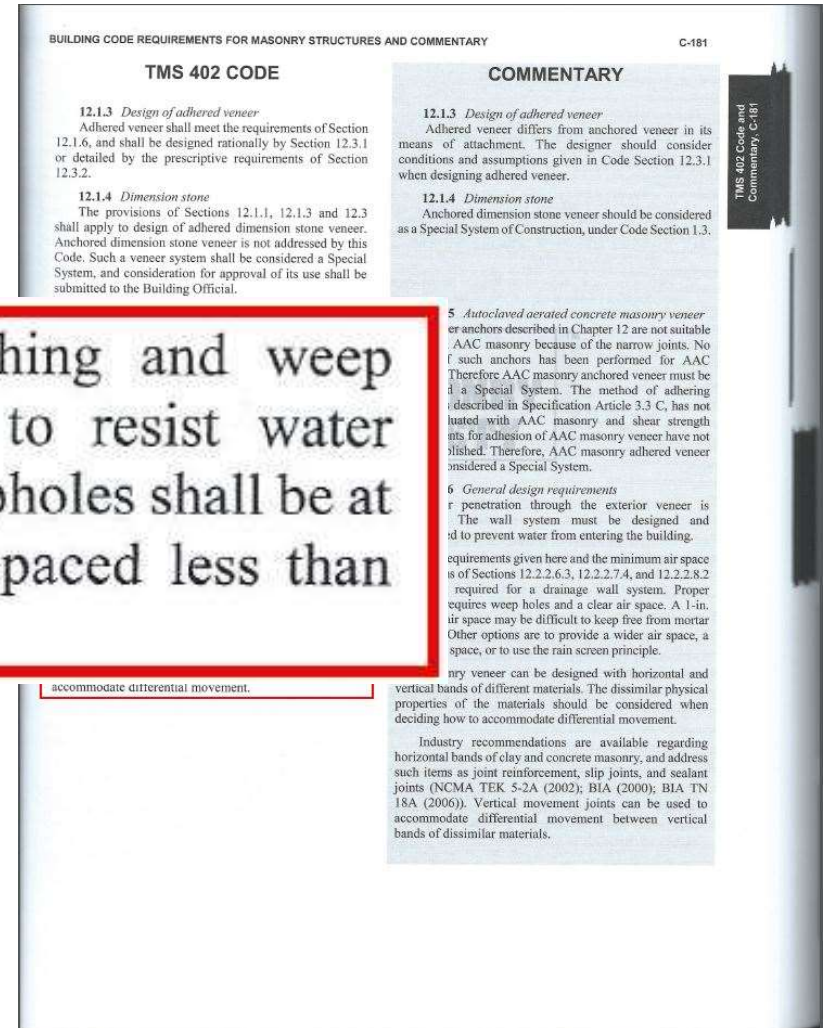 BUILDING CODE REQUIREMENTS FOR MASONRY STRUCTURES AND COMMENTARY C-181
TMS 402 CODE
12.1.3 Design of adhered veneer
Adhered veneer shall meet the requirements of Section
12.1.6, and shall be designed rationally by Section 12.3.1
or detailed by the prescriptive requirements of Section
12.3.2.
12.1.4 Dimension stone
The provisions of Sections 12.1.1, 12.1.3 and 12.3
shall apply to design of adhered dimension stone veneer.
Anchored dimension stone veneer is not addressed by this
Code. Such a veneer system shall be considered a Special
System, and consideration for approval of its use shall be
submitted to the Building Official.
hing and weep
to resist water
holes shall be at
paced less than
accommodate differential movement.
COMMENTARY
12.1.3 Design of adhered veneer
Adhered veneer differs from anchored veneer in its
means of attachment. The designer should consider
conditions and assumptions given in Code Section 12.3.1
when designing adhered veneer.
12.1.4 Dimension stone
Anchored dimension stone veneer should be considered
as a Special System of Construction, under Code Section 1.3.
5 Autoclaved aerated concrete masonry veneer
er anchors described in Chapter 12 are not suitable
AAC masonry because of the narrow joints. No
such anchors has been performed for AAC
Therefore AAC masonry anchored veneer must be
a Special System. The method of adhering
described in Specification Article 3.3 C, has not
luated with AAC masonry and shear strength
nts for adhesion of AAC masonry veneer have not
lished. Therefore, AAC masonry adhered veneer
onsidered a Special System.
6 General design requirements
r penetration through the exterior veneer is
The wall system must be designed and
ed to prevent water from entering the building.
equirements given here and the minimum air space
s of Sections 12.2.2.6.3, 12.2.2.7.4, and 12.2.2.8.2
required for a drainage wall system. Proper
equires weep holes and a clear air space. A 1-in.
ir space may be difficult to keep free from mortar
Other options are to provide a wider air space, a
space, or to use the rain screen principle.
nry veneer can be designed with horizontal and
vertical bands of different materials. The dissimilar physical
properties of the materials should be considered when
deciding how to accommodate differential movement.
Industry recommendations are available regarding
horizontal bands of clay and concrete masonry, and address
such items as joint reinforcement, slip joints, and sealant
joints (NCMA TEK 5-2A (2002); BIA (2000); BIA TN
18A (2006)). Vertical movement joints can be used to
accommodate differential movement between vertical
bands of dissimilar materials.
TMS 402 Code and
Commentary, C-181